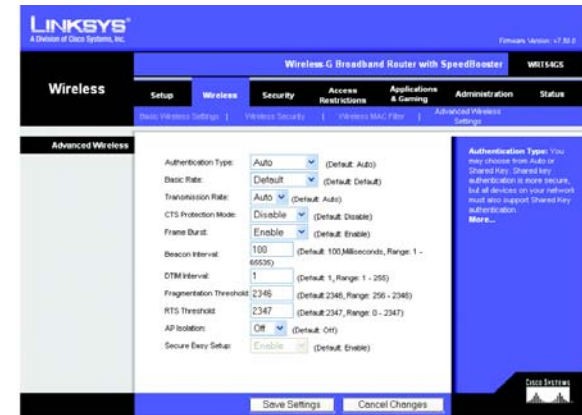 LINKSYS®
A Division of Cisco Systems, Inc.
Firmware Version: v7.50.0
Wireless-G Broadband Router with SpeedBooster WRT54GS
Wireless
Setup Wireless Security Access Restrictions Applications & Gaming Administration Status
Basic Wireless Settings | Wireless Security | Wireless MAC Filter | Advanced Wireless Settings
Advanced Wireless
Authentication Type: Auto (Default: Auto)
Basic Rate: Default (Default: Default)
Transmission Rate: Auto (Default: Auto)
CTS Protection Mode: Disable (Default: Disable)
Frame Burst: Enable (Default: Enable)
Beacon Interval: 100 (Default: 100, Milliseconds, Range: 1 - 65535)
DTIM Interval: 1 (Default: 1, Range: 1 - 255)
Fragmentation Threshold: 2346 (Default: 2346, Range: 256 - 2346)
RTS Threshold: 2347 (Default: 2347, Range: 0 - 2347)
AP Isolation: Off (Default: Off)
Secure Easy Setup: Enable (Default: Enable)
Authentication Type: You
may choose from Auto or
Shared Key. Shared key
authentication is more secure,
but all devices on your network
must also support Shared Key
authentication.
More...
Save Settings Cancel Changes
CISCO SYSTEMS